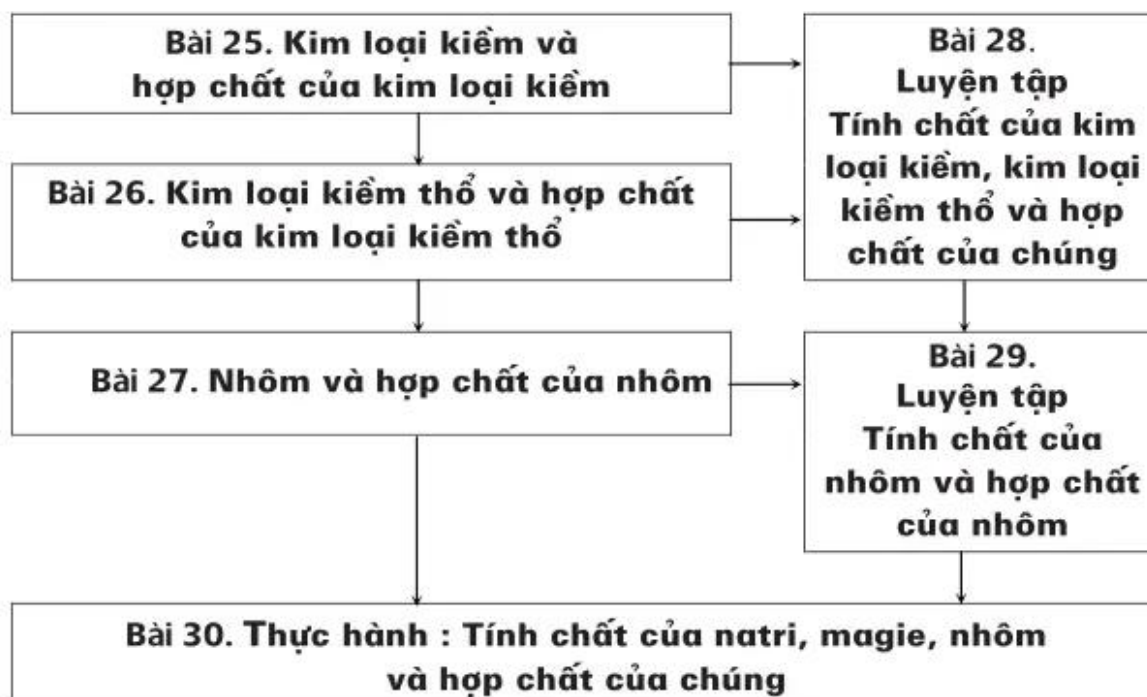 Bài 25. Kim loại kiềm và
hợp chất của kim loại kiềm
Bài 26. Kim loại kiềm thổ và hợp chất
của kim loại kiềm thổ
Bài 27. Nhôm và hợp chất của nhôm
Bài 28.
Luyện tập
Tính chất của kim
loại kiềm, kim loại
kiềm thổ và hợp
chất của chúng
Bài 29.
Luyện tập
Tính chất của
nhôm và hợp chất
của nhôm
Bài 30. Thực hành : Tính chất của natri, magie, nhôm
và hợp chất của chúng